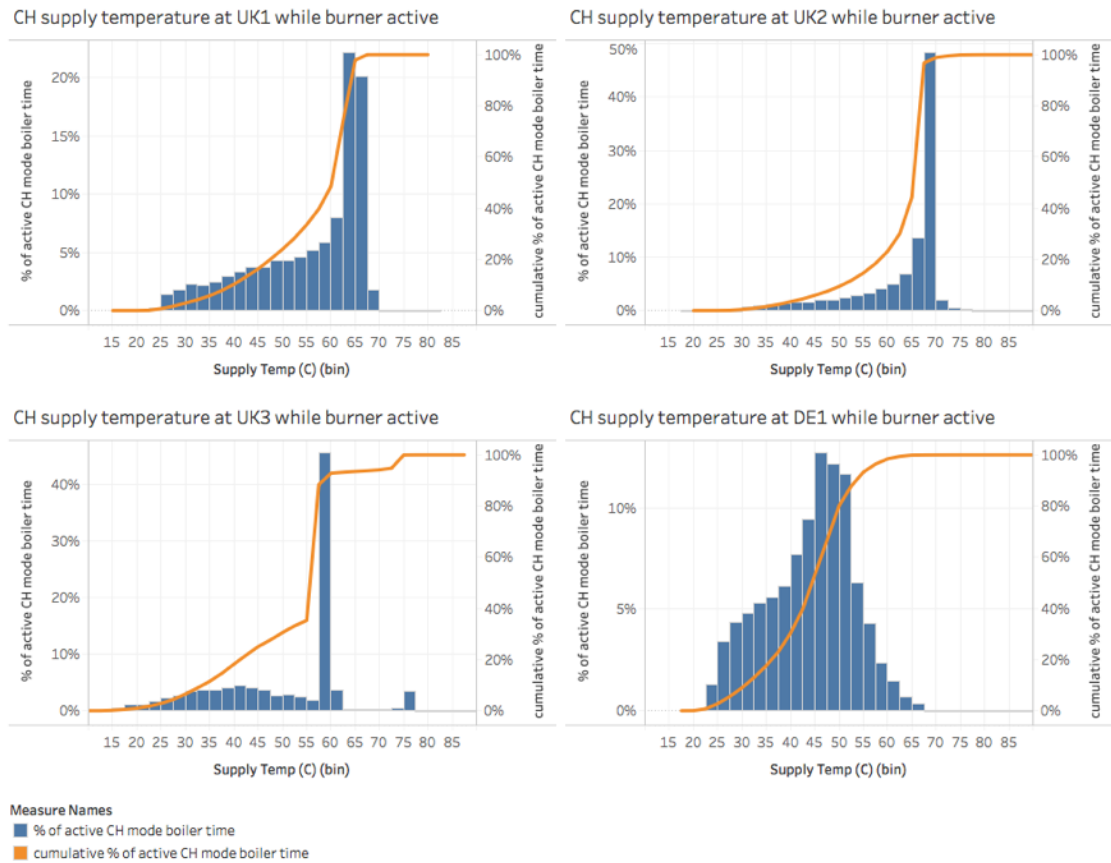 CH supply temperature at UK1 while burner active
% of active CH mode boiler time
20%
15%
10%
5%
0%
100%
80%
60%
40%
20%
0%
cumulative % of active CH mode boiler time
15 20 25 30 35 40 45 50 55 60 65 70 75 80 85
Supply Temp (C) (bin)
CH supply temperature at UK2 while burner active
% of active CH mode boiler time
50%
40%
30%
20%
10%
0%
100%
80%
60%
40%
20%
0%
cumulative % of active CH mode boiler time
15 20 25 30 35 40 45 50 55 60 65 70 75 80 85
Supply Temp (C) (bin)
CH supply temperature at UK3 while burner active
% of active CH mode boiler time
40%
30%
20%
10%
0%
100%
80%
60%
40%
20%
0%
cumulative % of active CH mode boiler time
15 20 25 30 35 40 45 50 55 60 65 70 75 80 85
Supply Temp (C) (bin)
CH supply temperature at DE1 while burner active
% of active CH mode boiler time
10%
5%
0%
100%
80%
60%
40%
20%
0%
cumulative % of active CH mode boiler time
15 20 25 30 35 40 45 50 55 60 65 70 75 80 85
Supply Temp (C) (bin)
Measure Names
% of active CH mode boiler time
cumulative % of active CH mode boiler time